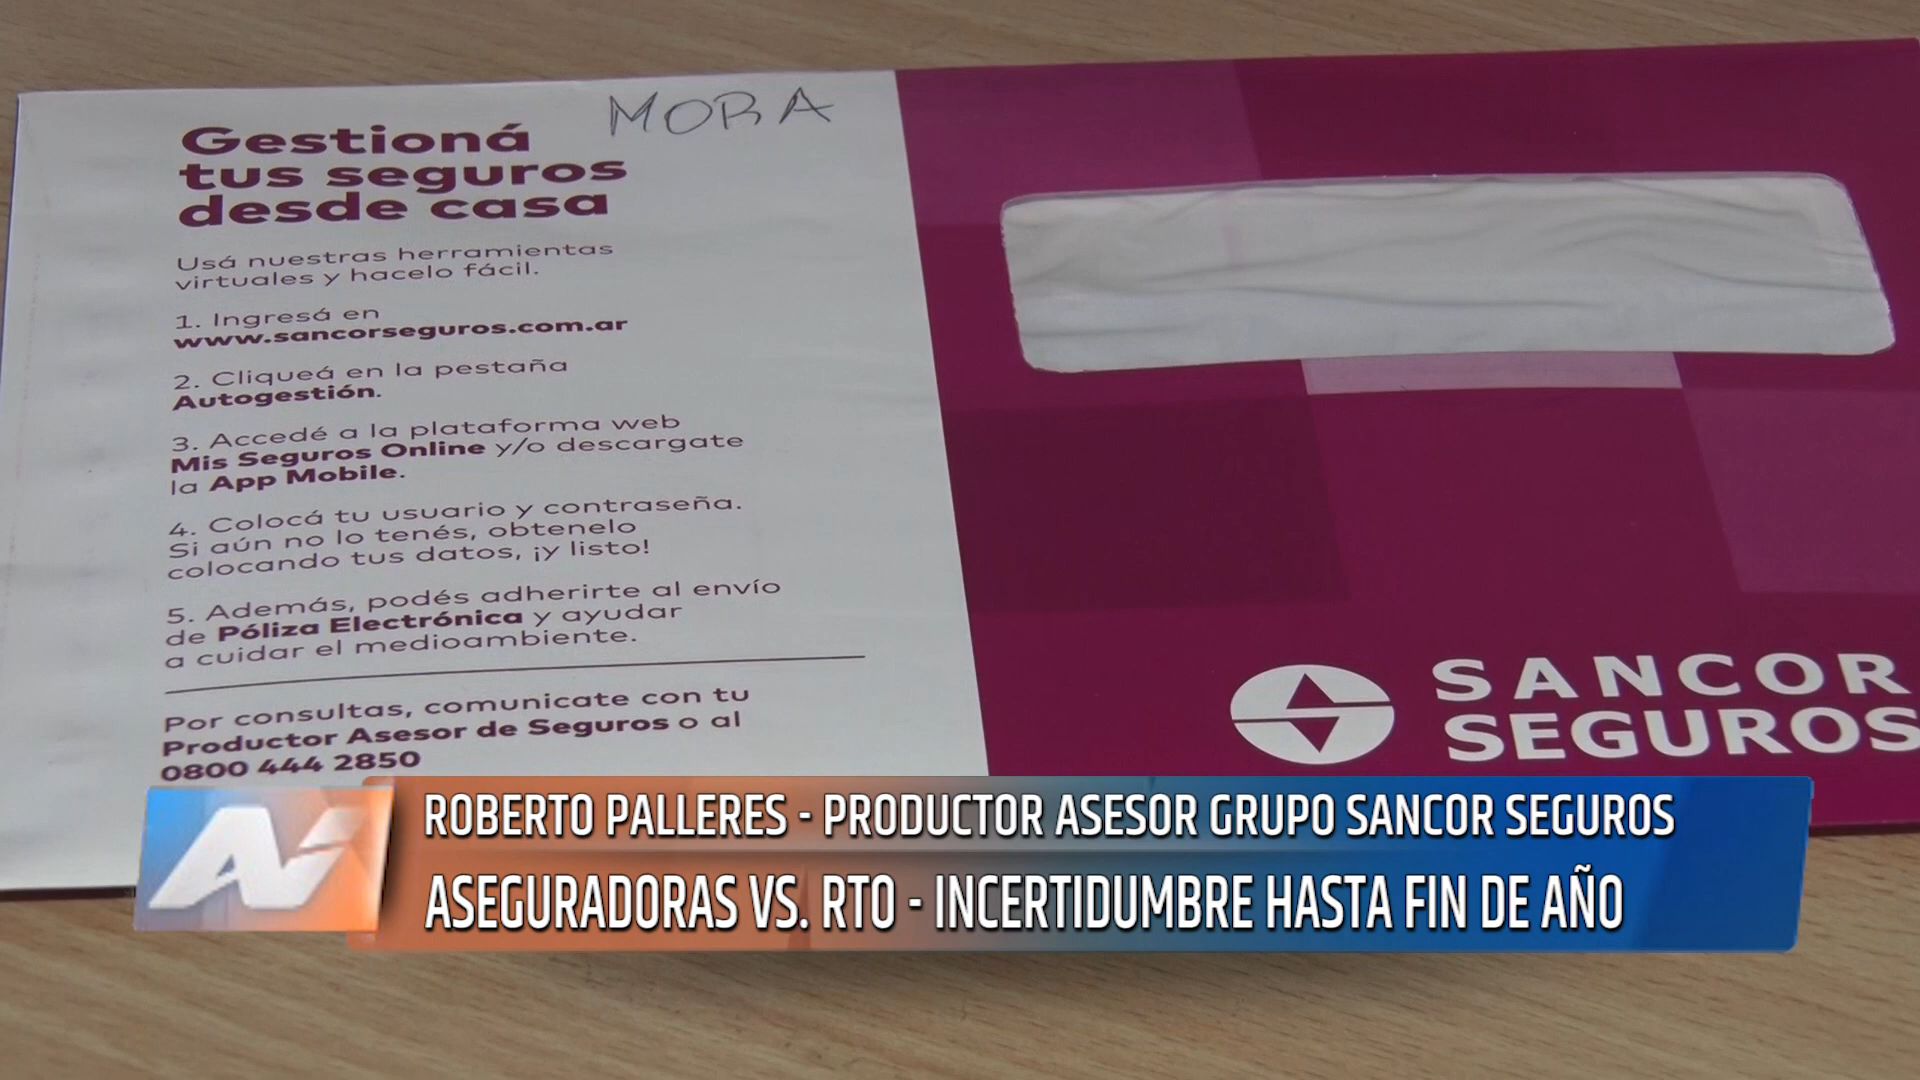 MORA
Gestioná
tus seguros
desde casa
Usá nuestras herramientas
virtuales y hacelo fácil.
1. Ingresá en
www.sancorseguros.com.ar
2. Cliqueá en la pestaña
Autogestión.
3. Accedé a la plataforma web
Mis Seguros Online y/o descargate
la App Mobile.
4. Colocá tu usuario y contraseña.
Si aún no lo tenés, obtenelo
colocando tus datos, ¡y listo!
5. Además, podés adherirte al envío
de Póliza Electrónica y ayudar
a cuidar el medioambiente.
Por consultas, comunicate con tu
Productor Asesor de Seguros o al
0800 444 2850
SANCOR
SEGUROS
ROBERTO PALLERES - PRODUCTOR ASESOR GRUPO SANCOR SEGUROS
ASEGURADORAS VS. RTO - INCERTIDUMBRE HASTA FIN DE AÑO